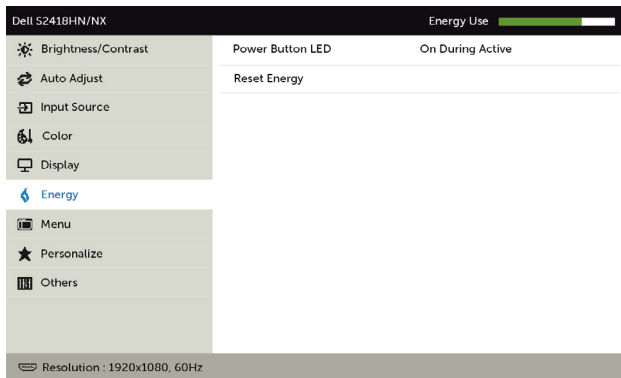 Dell S2418HN/NX Energy Use
Brightness/Contrast
Power Button LED On During Active
Auto Adjust
Reset Energy
Input Source
Color
Display
Energy
Menu
Personalize
Others
Resolution : 1920x1080, 60Hz